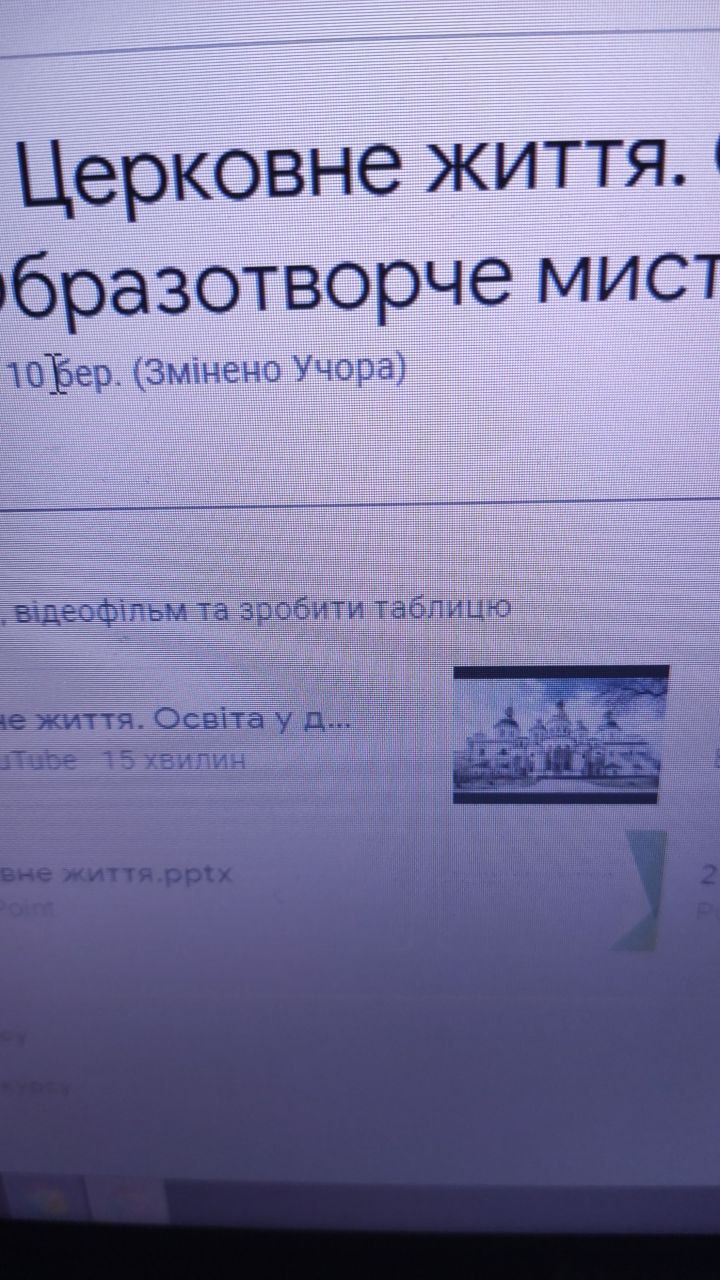 Церковне життя.
бразотворче мист
10 бер. (Змінено Учора)
, відеофільм та зробити таблицю
не життя. Освіта у д...
uTube 15 хвилин
вне життя.pptx
2
Point